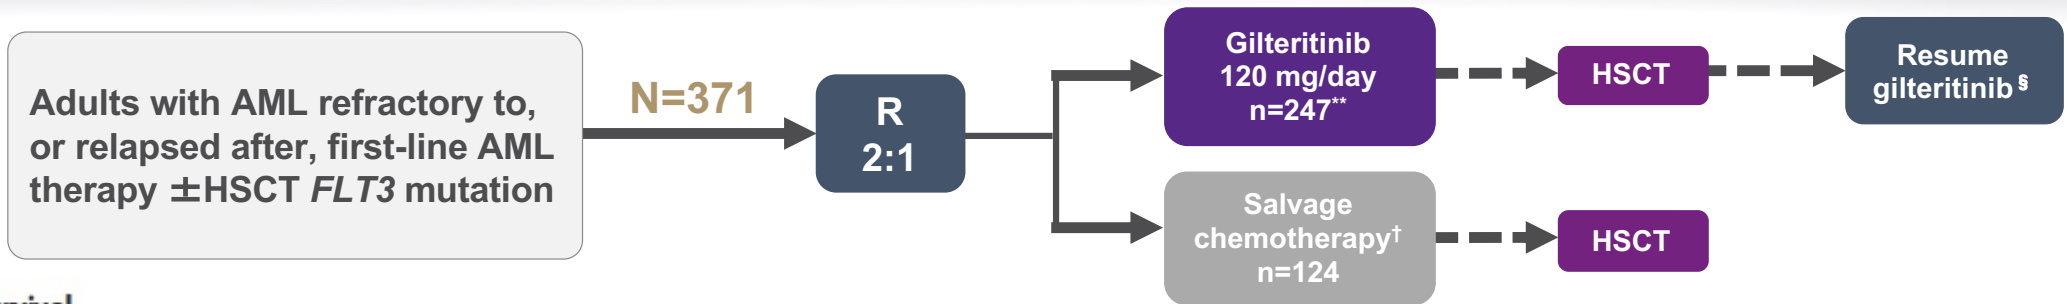 Adults with AML refractory to,
or relapsed after, first-line AML
therapy ±HSCT FLT3 mutation
N=371
R
2:1
Gilteritinib
120 mg/day
n=247**
HSCT
Resume
gilteritinib§
Salvage
chemotherapy†
n=124
HSCT